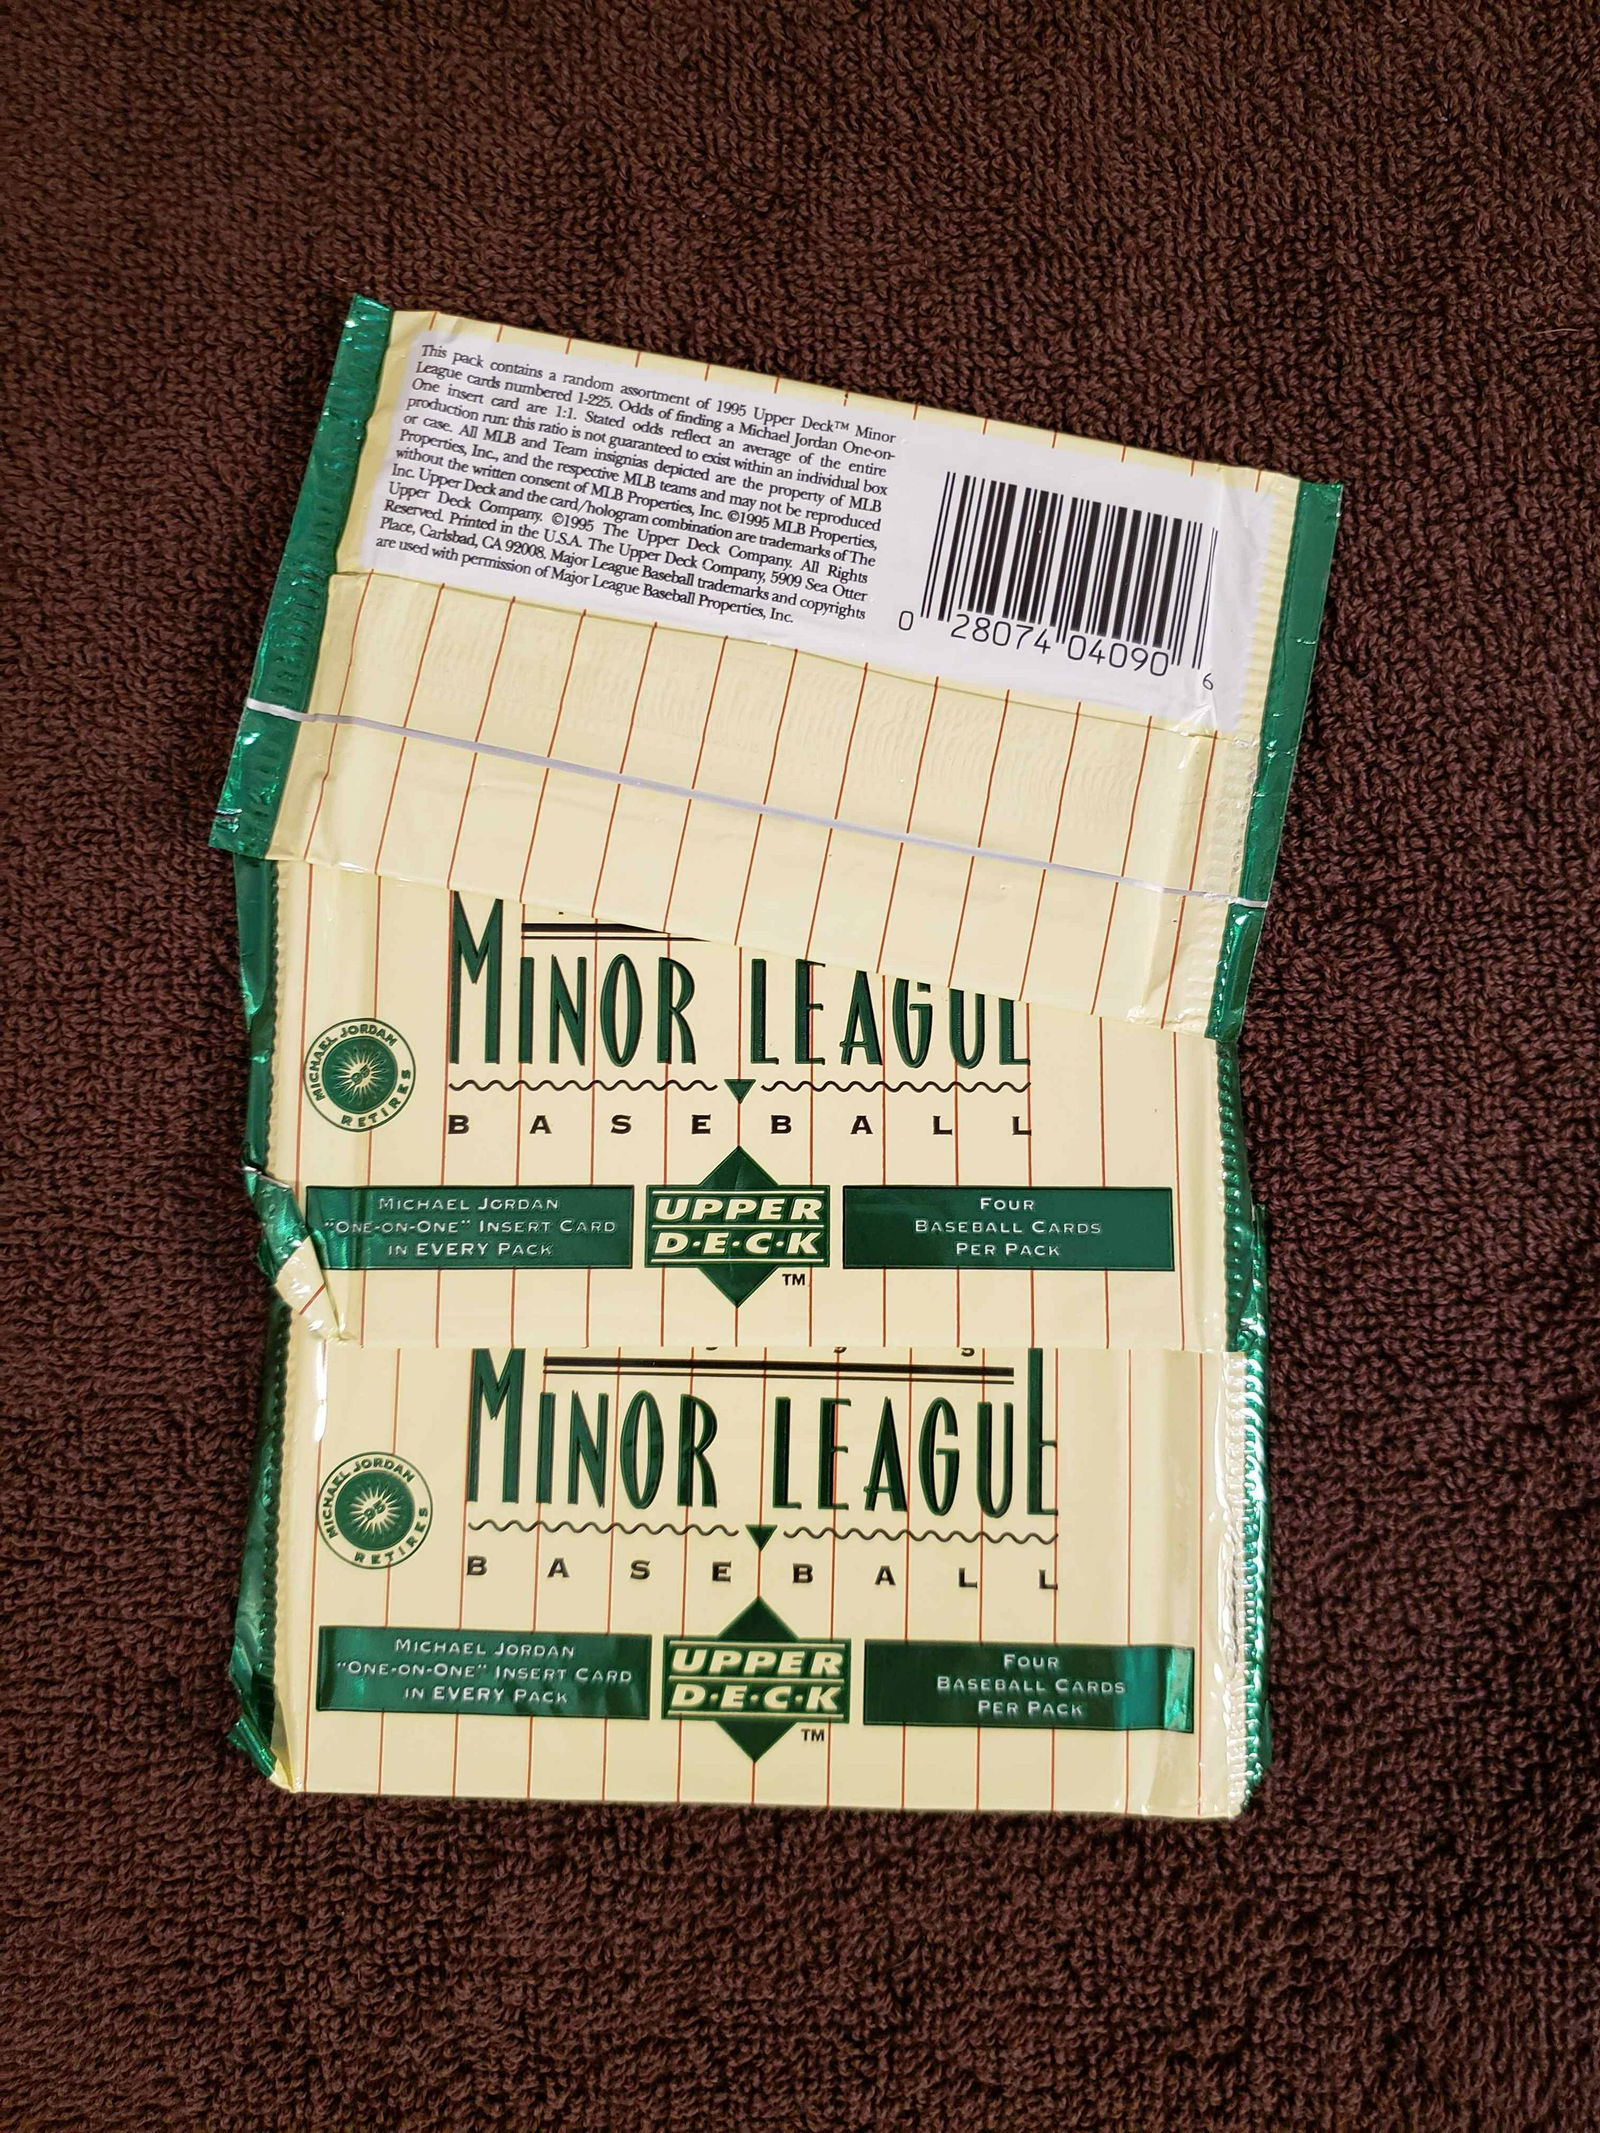 This pack contains a random assortment of 1995 Upper Deck™ Minor
League cards numbered 1-225. Odds of finding a Michael Jordan One-on-
One insert card are 1:1. Stated odds reflect an average of the entire
production run: this ratio is not guaranteed to exist within an individual box
or case. All MLB and Team insignias depicted are the property of MLB
Properties, Inc., and the respective MLB teams and may not be reproduced
without the written consent of MLB Properties, Inc. ©1995 MLB Properties,
Inc. Upper Deck and the card/hologram combination are trademarks of The
Upper Deck Company. ©1995 The Upper Deck Company. All Rights
Reserved. Printed in the U.S.A. The Upper Deck Company, 5909 Sea Otter
Place, Carlsbad, CA 92008. Major League Baseball trademarks and copyrights
are used with permission of Major League Baseball Properties, Inc.
0 28074 04090 6
MINOR LEAGUE
BASEBALL
MICHAEL JORDAN
95
RETIRES
MICHAEL JORDAN
"ONE-ON-ONE" INSERT CARD
IN EVERY PACK
UPPER
D·E·C·K
TM
FOUR
BASEBALL CARDS
PER PACK
MINOR LEAGUE
BASEBALL
MICHAEL JORDAN
95
RETIRES
MICHAEL JORDAN
"ONE-ON-ONE" INSERT CARD
IN EVERY PACK
UPPER
D·E·C·K
TM
FOUR
BASEBALL CARDS
PER PACK